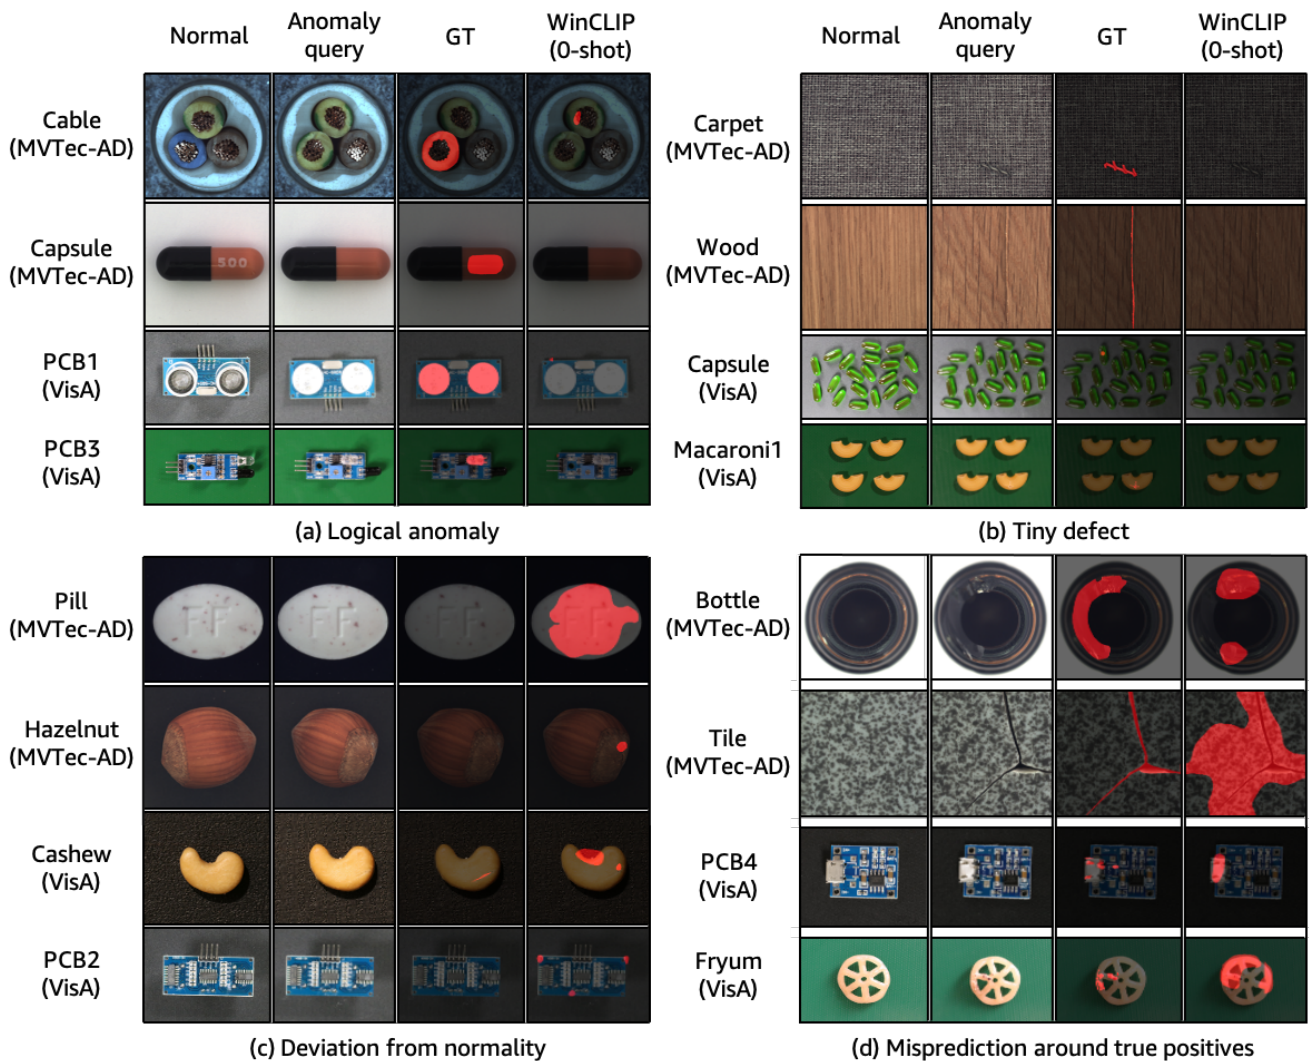 Normal
Anomaly
query
GT
WinCLIP
(0-shot)
Cable
(MVTec-AD)
Capsule
(MVTec-AD)
500
PCB1
(VisA)
PCB3
(VisA)
(a) Logical anomaly
Normal
Anomaly
query
GT
WinCLIP
(0-shot)
Carpet
(MVTec-AD)
Wood
(MVTec-AD)
Capsule
(VisA)
Macaroni1
(VisA)
(b) Tiny defect
Pill
(MVTec-AD)
FF
FF
FF
FF
Hazelnut
(MVTec-AD)
Cashew
(VisA)
PCB2
(VisA)
(c) Deviation from normality
Bottle
(MVTec-AD)
Tile
(MVTec-AD)
PCB4
(VisA)
Fryum
(VisA)
(d) Misprediction around true positives